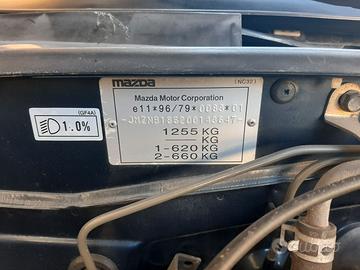 mazda
(NC32)
Mazda Motor Corporation
e11*96/79*0083*01
(GF4A)
1.0%
1255 KG
KG
1-620 KG
2-660 KG